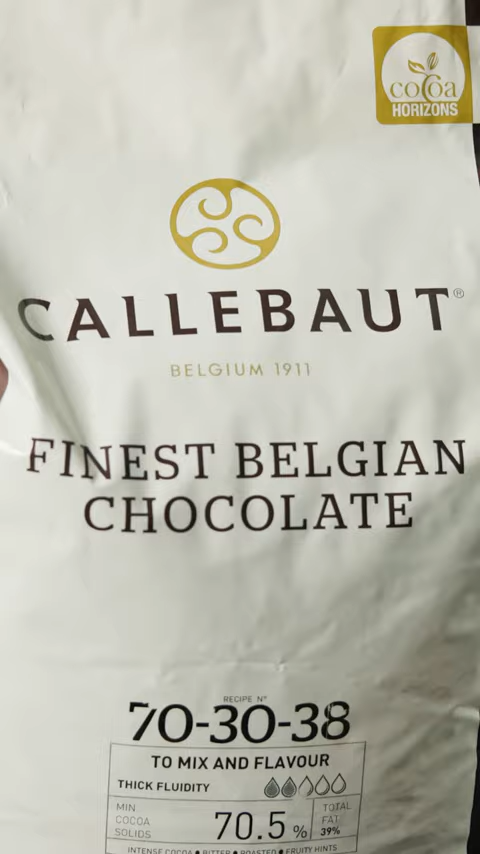 cocoa
HORIZONS
CALLEBAUT®
BELGIUM 1911
FINEST BELGIAN
CHOCOLATE
RECIPE N°
70-30-38
TO MIX AND FLAVOUR
THICK FLUIDITY
MIN
COCOA
SOLIDS
70.5 %
TOTAL
FAT
39%
INTENSE COCOA • BITTER • ROASTED • FRUITY HINTS